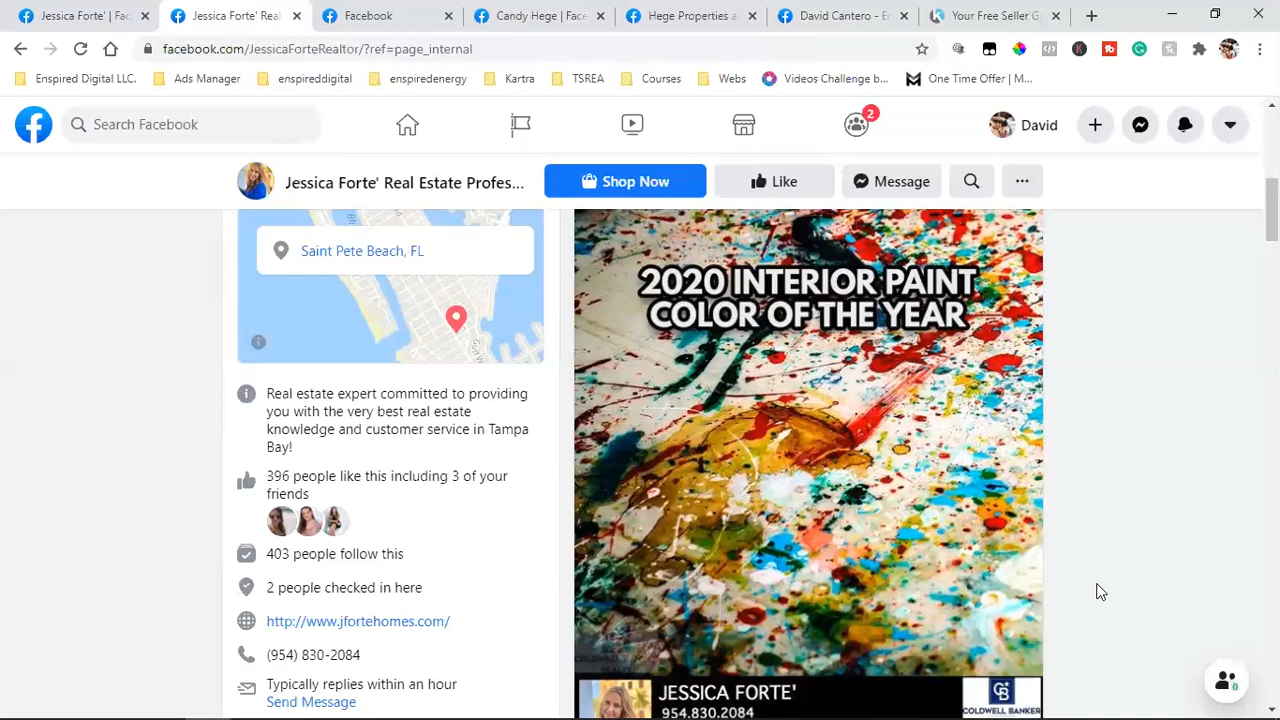 Jessica Forte' | Fac
Jessica Forte' Rea
Facebook
Candy Hege | Face
Hege Properties a
David Cantero - E
Your Free Seller G
facebook.com/JessicaForteRealtor/?ref=page_internal
Enspired Digital LLC.
Ads Manager
enspireddigital
enspiredenergy
Kartra
TSREA
Courses
Webs
Videos Challenge b...
One Time Offer | M...
Search Facebook
2
David
Jessica Forte' Real Estate Profes...
Shop Now
Like
Message
Saint Pete Beach, FL
2020 INTERIOR PAINT
COLOR OF THE YEAR
Real estate expert committed to providing
you with the very best real estate
knowledge and customer service in Tampa
Bay!
395 people like this including 3 of your
friends
403 people follow this
2 people checked in here
http://www.jfortehomes.com/
(954) 830-2084
Typically replies within an hour
Send Message
JESSICA FORTE'
954.830.2084
CB
COLDWELL BANKER
0